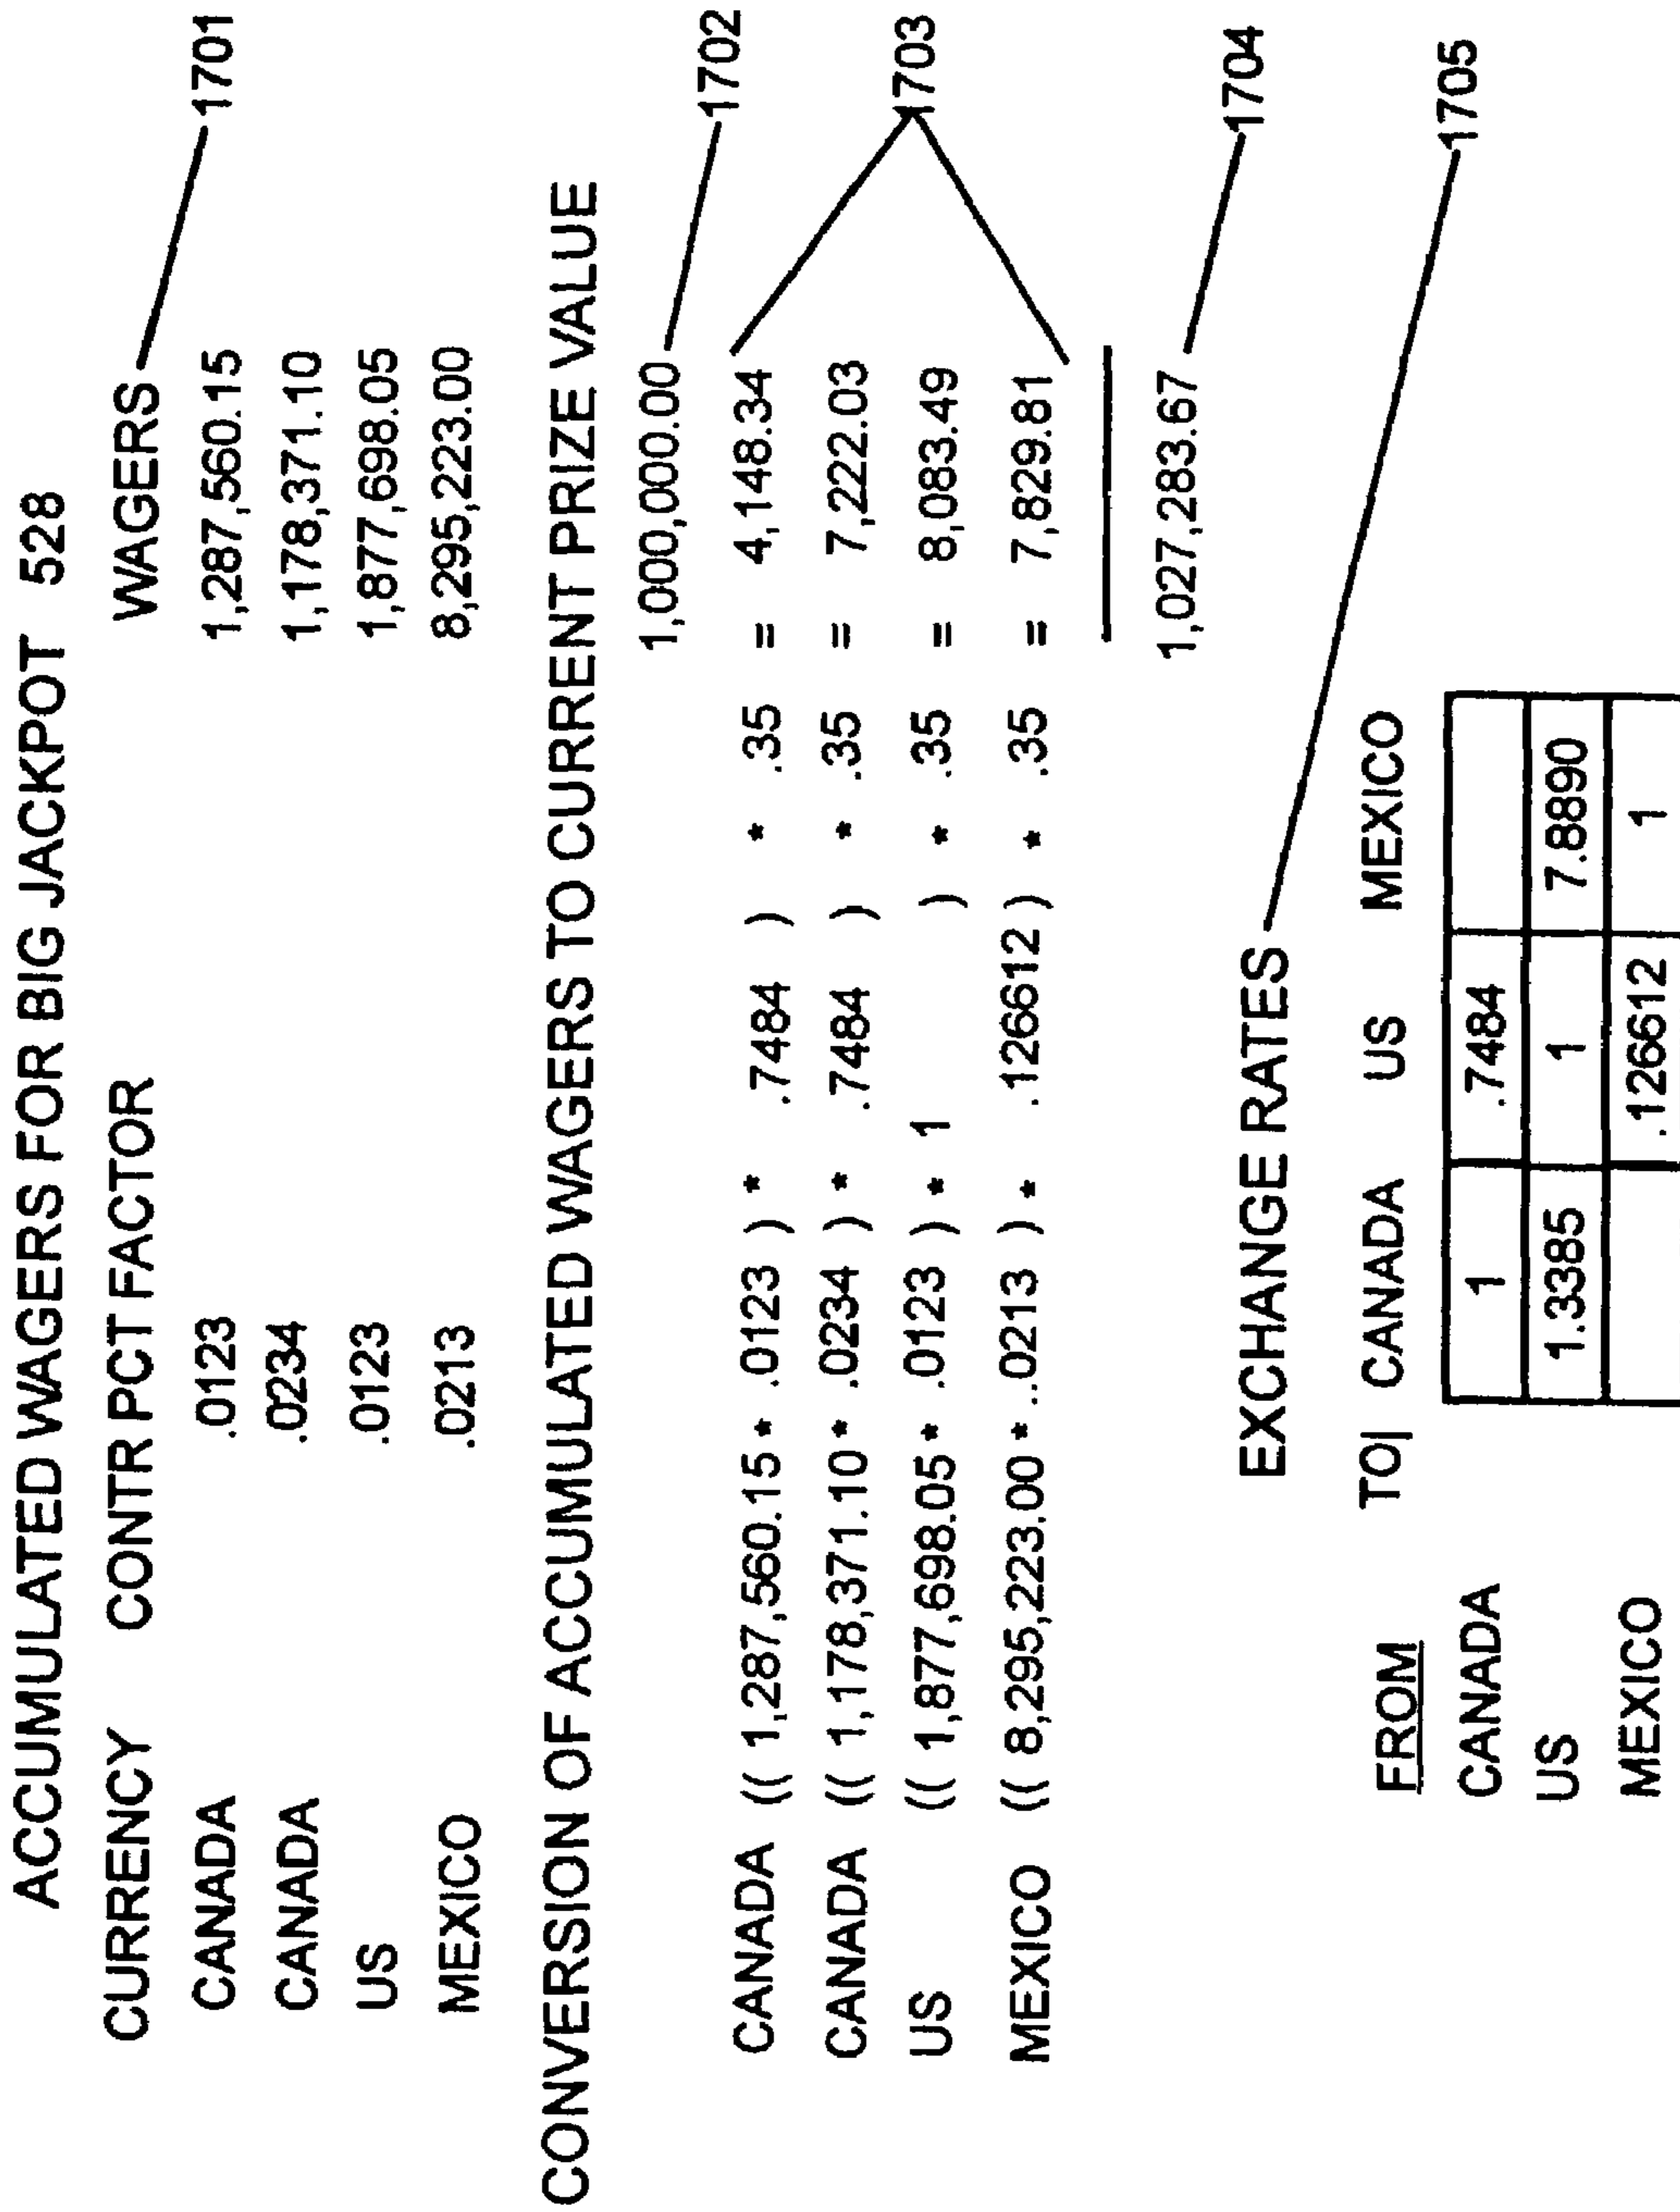 ACCUMULATED WAGERS FOR BIG JACKPOT 528
CURRENCY CONTR PCT FACTOR WAGERS 1701
CANADA .0123 1,287,560.15
CANADA .0234 1,178,371.10
US .0123 1,877,698.05
MEXICO .0213 8,295,223.00
CONVERSION OF ACCUMULATED WAGERS TO CURRENT PRIZE VALUE
1,000,000.00 1702
CANADA (( 1,287,560.15 * .0123 ) * .7484 ) * .35 = 4,148.34
CANADA (( 1,178,371.10 * .0234 ) * .7484 ) * .35 = 7,222.03
1703
US (( 1,877,698.05 * .0123 ) * 1 ) * .35 = 8,083.49
MEXICO (( 8,295,223.00 * ..0213 ) * .126612 ) * .35 = 7,829.81
1,027,283.67 1704
EXCHANGE RATES 1705
FROM TO| CANADA US MEXICO
CANADA 1 .7484
US 1.3385 1 7.8890
MEXICO .126612 1